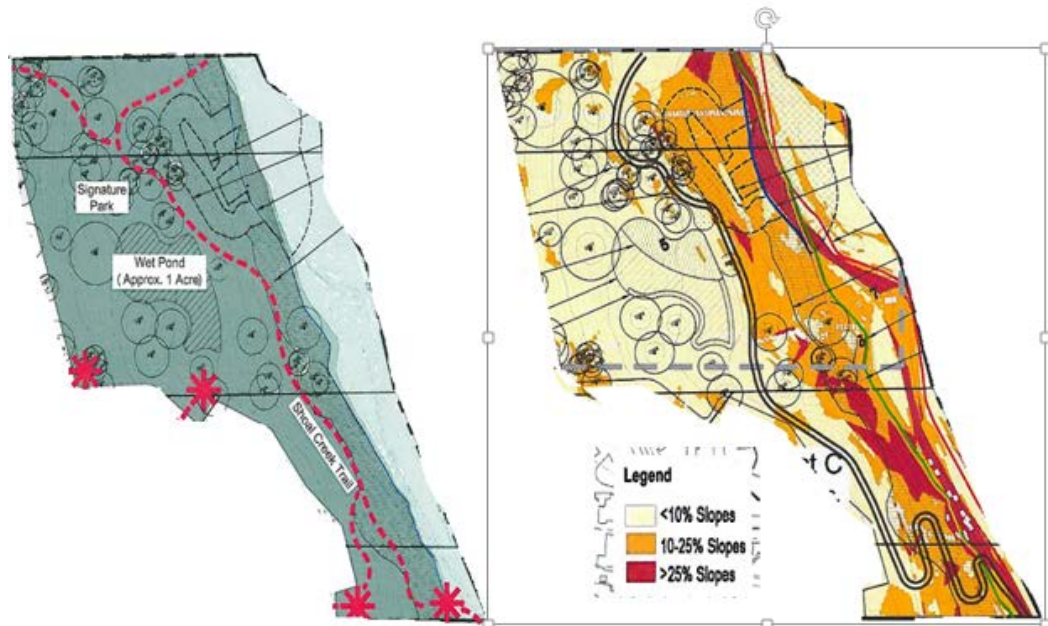 Signature
Park
Wet Pond
(Approx. 1 Acre)
Shoal Creek Trail
t C
Legend
<10% Slopes
10-25% Slopes
>25% Slopes